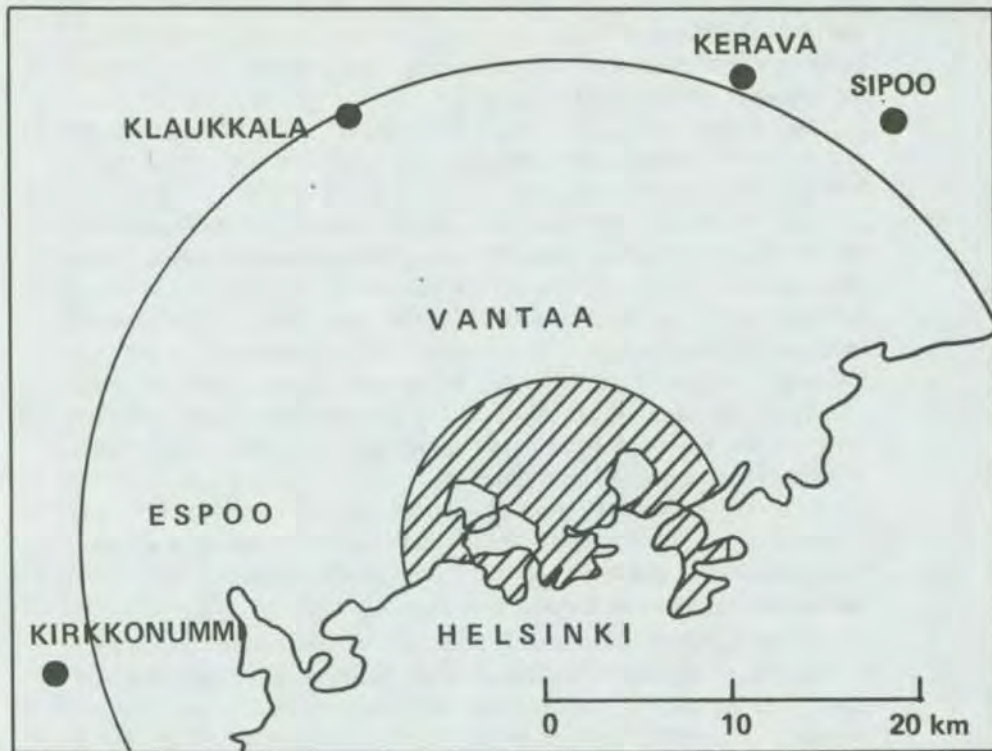 KERAVA
SIPOO
KLAUKKALA
VANTAA
ESPOO
KIRKKONUMMI
HELSINKI
0 10 20 km